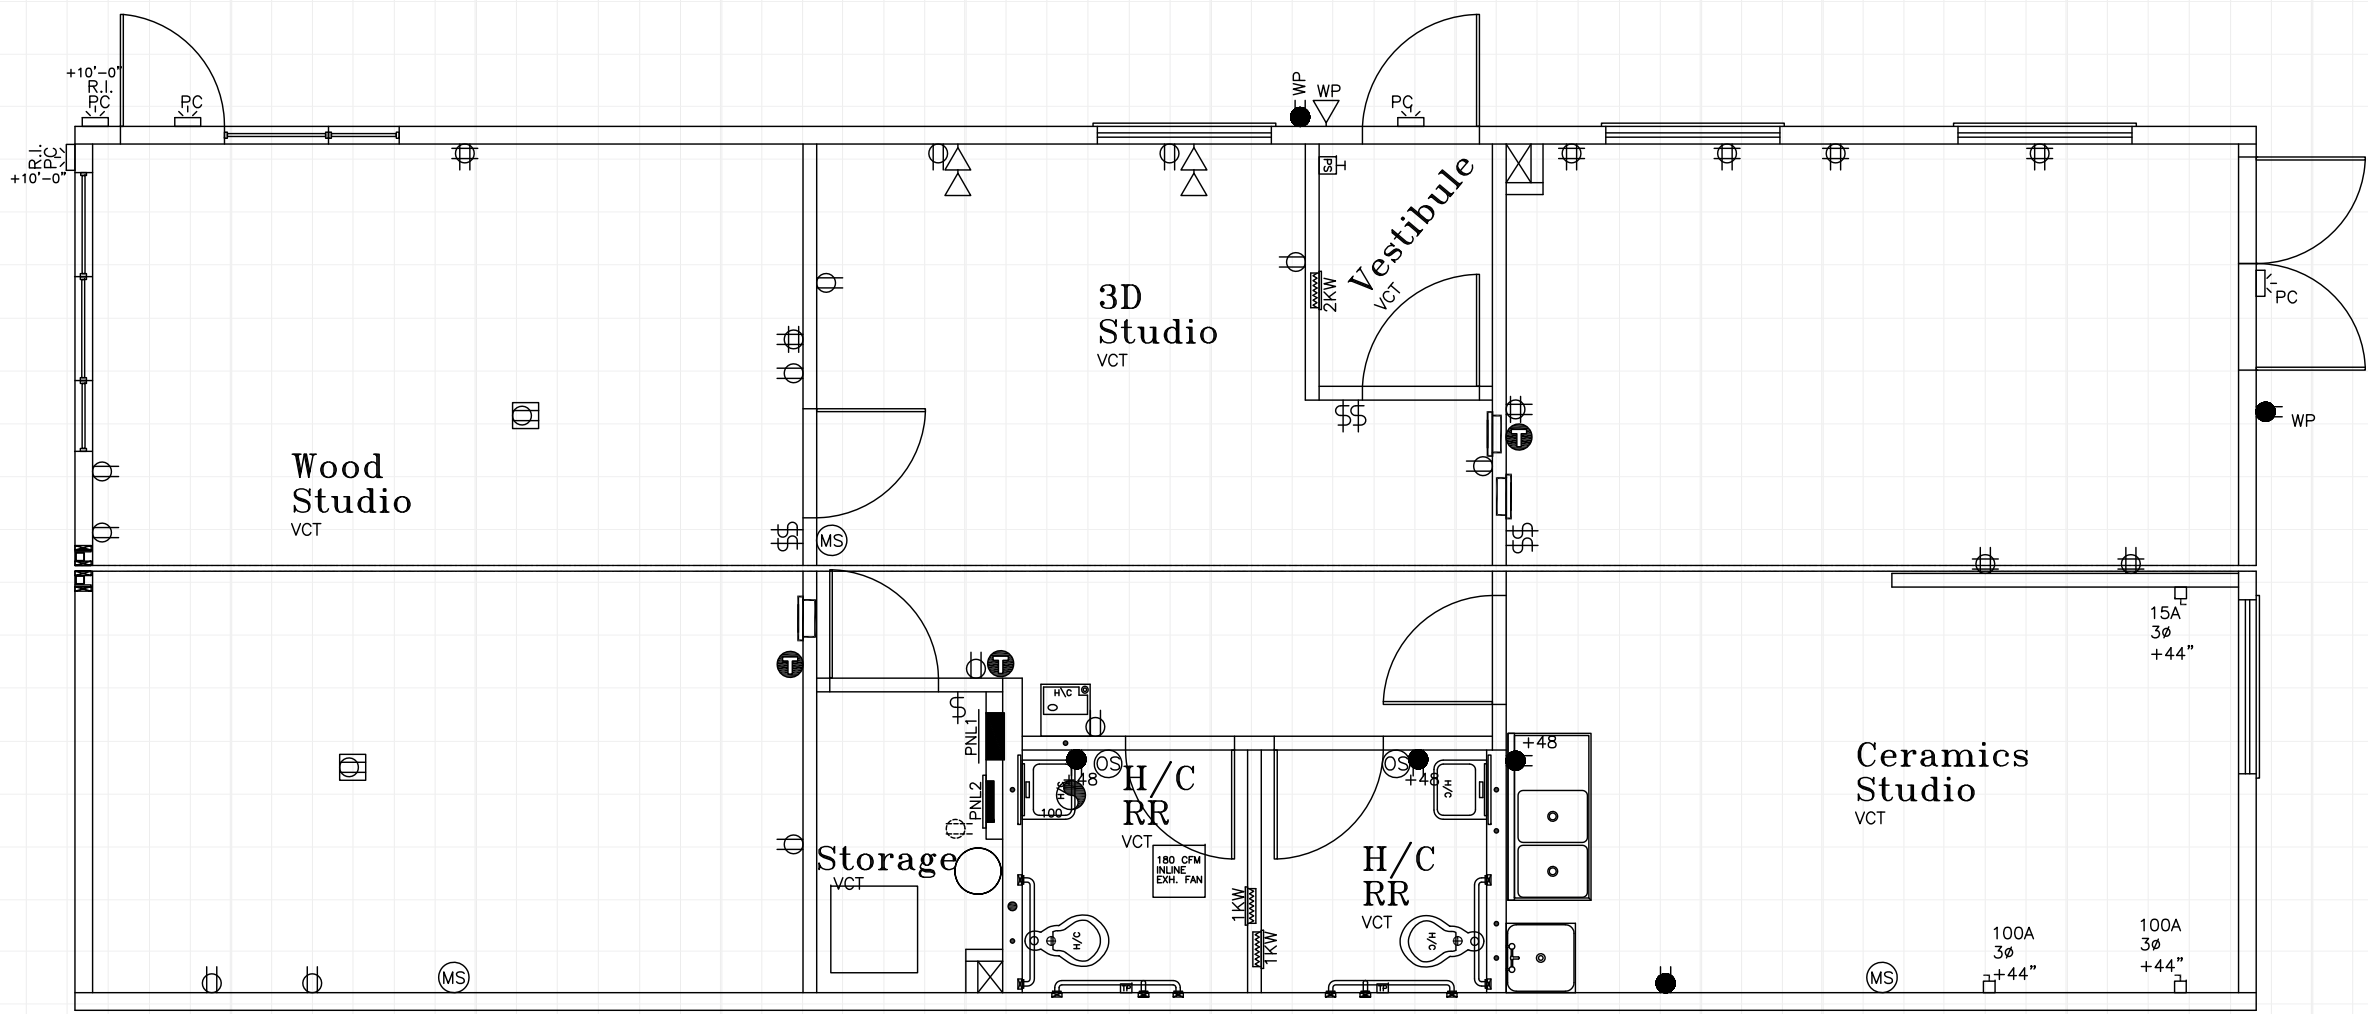 +10'-0"
R.I.
PC
PC
WP
WP
PC
R.I.
PC
+10'-0"
PS
Vestibule
VCT
2KW
3D
Studio
VCT
PC
WP
$$
T
Wood
Studio
VCT
$$
MS
$$
15A
3ø
+44"
T
T
$
H\C
PNL1
PNL2
+48
OS
H/C
RR
VCT
100
H/C
OS
+48
H/C
+48
Ceramics
Studio
VCT
Storage
VCT
180 CFM
INLINE
EXH. FAN
H/C
RR
VCT
1KW
1KW
H/C
H/C
TP
TP
MS
MS
100A
3ø
+44"
100A
3ø
+44"